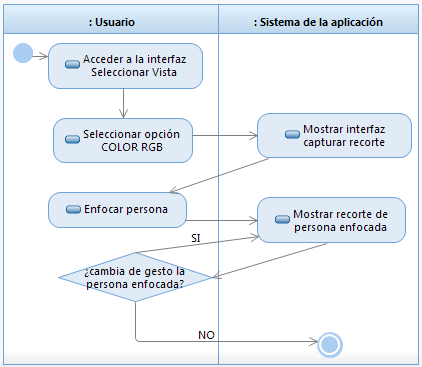 : Usuario
: Sistema de la aplicación
Acceder a la interfaz
Seleccionar Vista
Seleccionar opción
COLOR RGB
Mostrar interfaz
capturar recorte
Enfocar persona
Mostrar recorte de
persona enfocada
SI
¿cambia de gesto la
persona enfocada?
NO